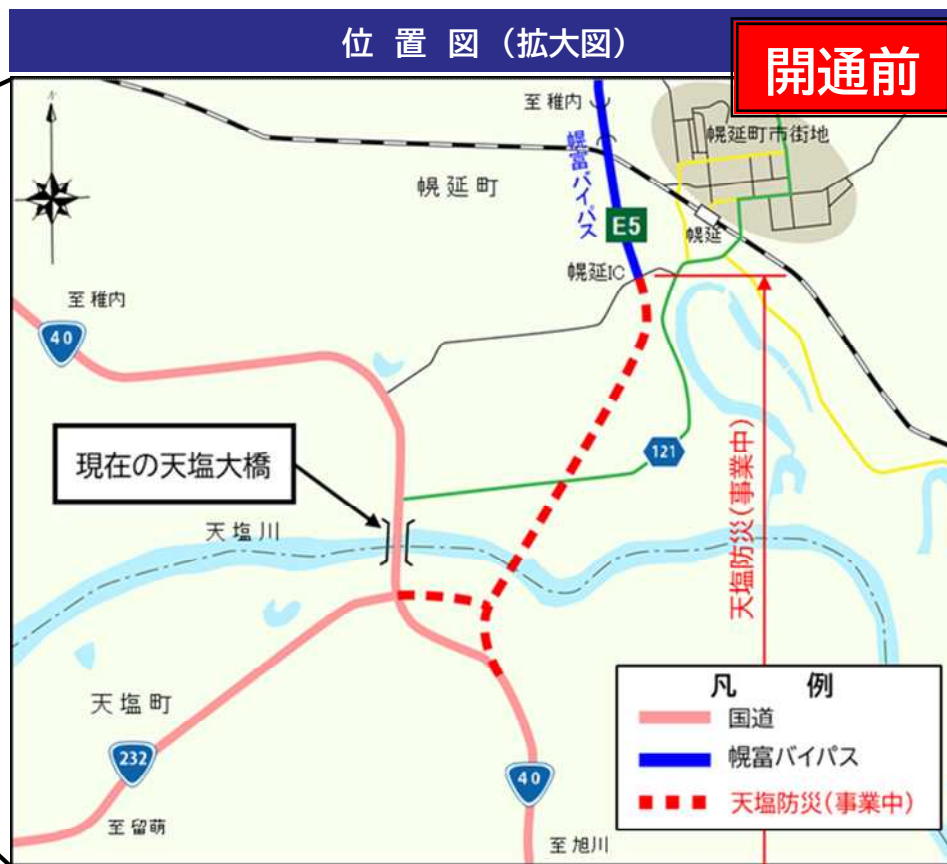 位置図（拡大図）
開通前
N
至稚内
幌延町市街地
幌富バイパス
幌延町
E5
幌延
幌延IC
至稚内
40
現在の天塩大橋
121
天塩川
天塩防災(事業中)
天塩町
232
40
至留萌
至旭川
凡例
国道
幌富バイパス
天塩防災(事業中)